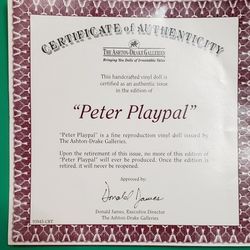 CERTIFICATE of AUTHENTICITY
THE ASHTON-DRAKE GALLERIES
Bringing You Dolls of Irresistible Value
This handcrafted vinyl doll is
certified as an authentic issue
in the edition of
"Peter Playpal"
"Peter Playpal" is a fine reproduction vinyl doll issued by
The Ashton-Drake Galleries.
Upon the retirement of this issue, no more of this edition of
"Peter Playpal" will ever be produced. Once the edition is
retired, it will never be reopened.
Approved by:
Donald James
Donald James, Executive Director
The Ashton-Drake Galleries